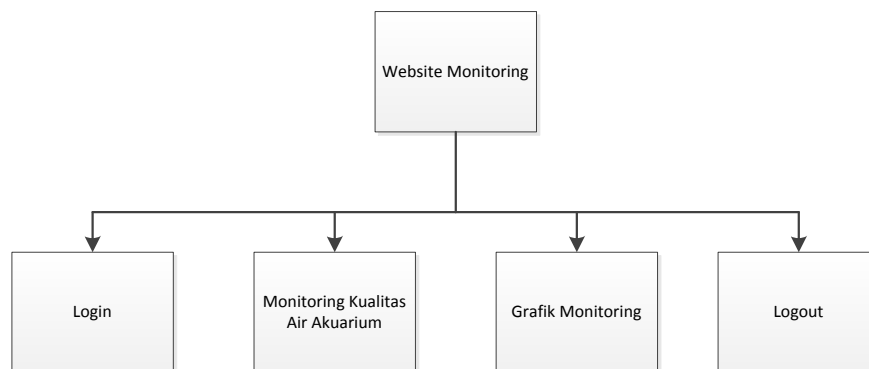 Website Monitoring
Login
Monitoring Kualitas
Air Akuarium
Grafik Monitoring
Logout